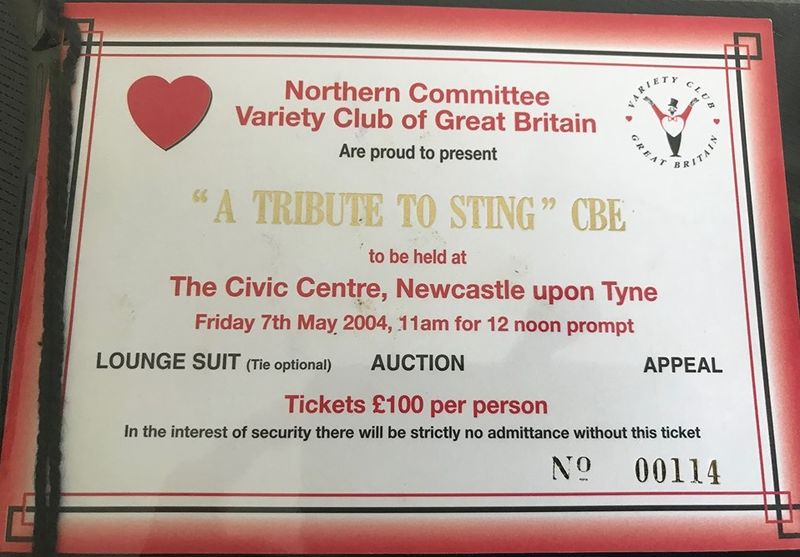 Northern Committee
Variety Club of Great Britain
VARIETY CLUB
GREAT BRITAIN
Are proud to present
“A TRIBUTE TO STING” CBE
to be held at
The Civic Centre, Newcastle upon Tyne
Friday 7th May 2004, 11am for 12 noon prompt
LOUNGE SUIT (Tie optional) AUCTION APPEAL
Tickets £100 per person
In the interest of security there will be strictly no admittance without this ticket
Nº 00114